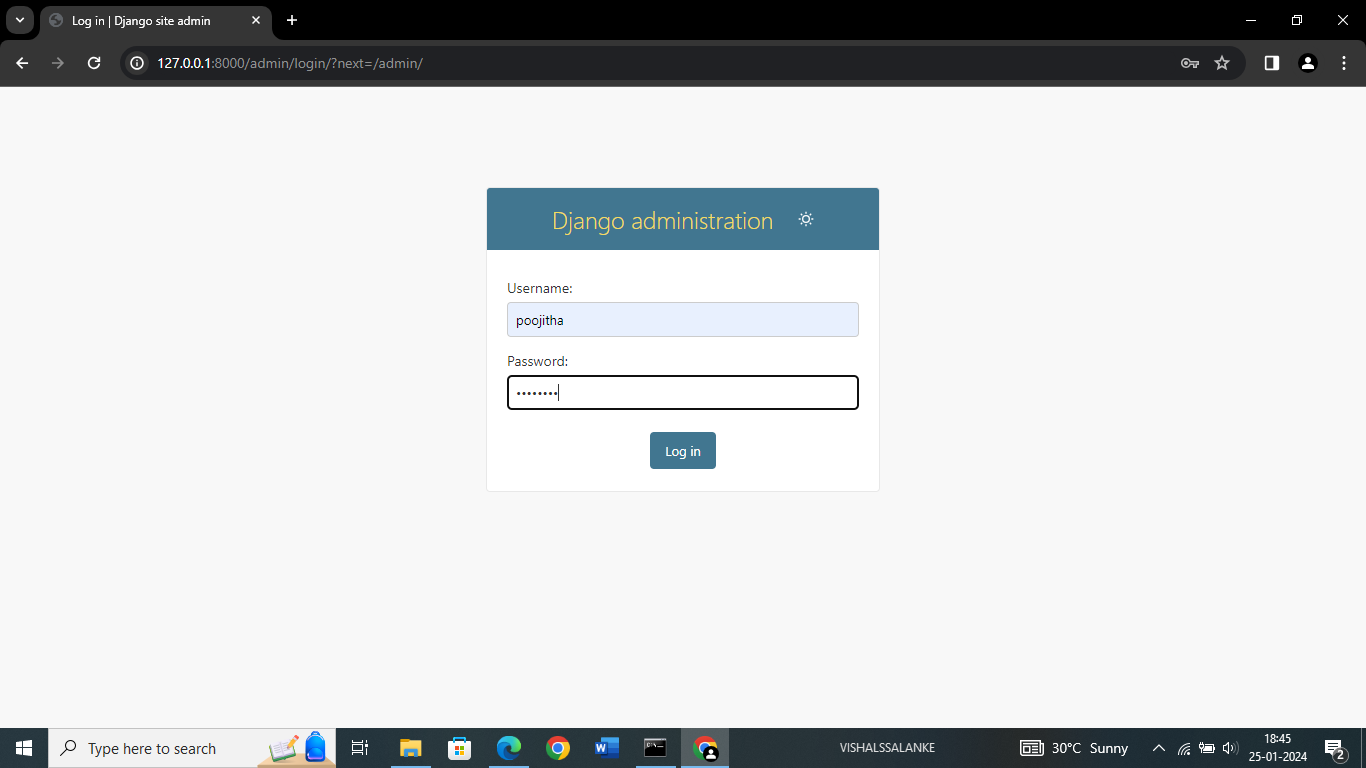 Log in | Django site admin
127.0.0.1:8000/admin/login/?next=/admin/
Django administration
Username:
poojitha
Password:
••••••••
Log in
Type here to search
VISHALSSALANKE
30°C Sunny
18:45
25-01-2024
2